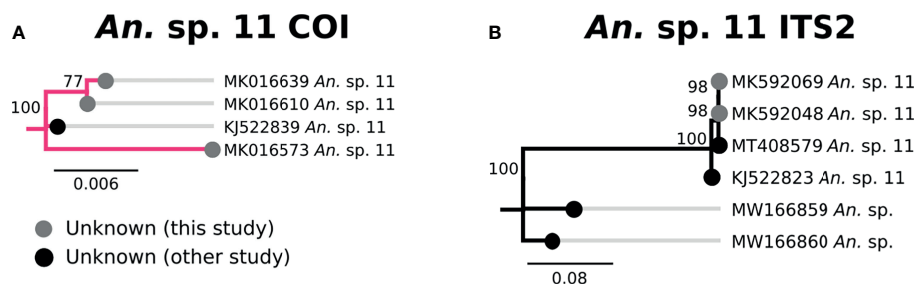 A
An. sp. 11 COI
77
100
MK016639 An. sp. 11
MK016610 An. sp. 11
KJ522839 An. sp. 11
MK016573 An. sp. 11
0.006
Unknown (this study)
Unknown (other study)
B
An. sp. 11 ITS2
98
98
100
100
MK592069 An. sp. 11
MK592048 An. sp. 11
MT408579 An. sp. 11
KJ522823 An. sp. 11
MW166859 An. sp.
MW166860 An. sp.
0.08